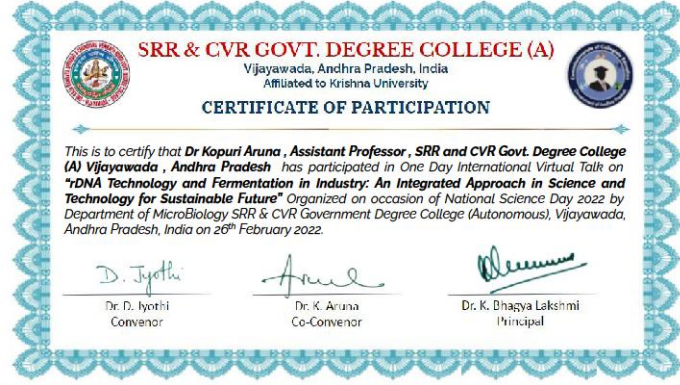 SRR & CVR GOVT. DEGREE COLLEGE (A)
Vijayawada, Andhra Pradesh, India
Affiliated to Krishna University
CERTIFICATE OF PARTICIPATION
This is to certify that Dr Kopuri Aruna , Assistant Professor , SRR and CVR Govt. Degree College
(A) Vijayawada , Andhra Pradesh has participated in One Day International Virtual Talk on
"rDNA Technology and Fermentation in Industry: An Integrated Approach in Science and
Technology for Sustainable Future" Organized on occasion of National Science Day 2022 by
Department of MicroBiology SRR & CVR Government Degree College (Autonomous), Vijayawada,
Andhra Pradesh, India on 26th February 2022.
D. Jyothi
Dr. D. Jyothi
Convenor
Aruna
Dr. K. Aruna
Co-Convenor
Dr. K. Bhagya Lakshmi
Principal